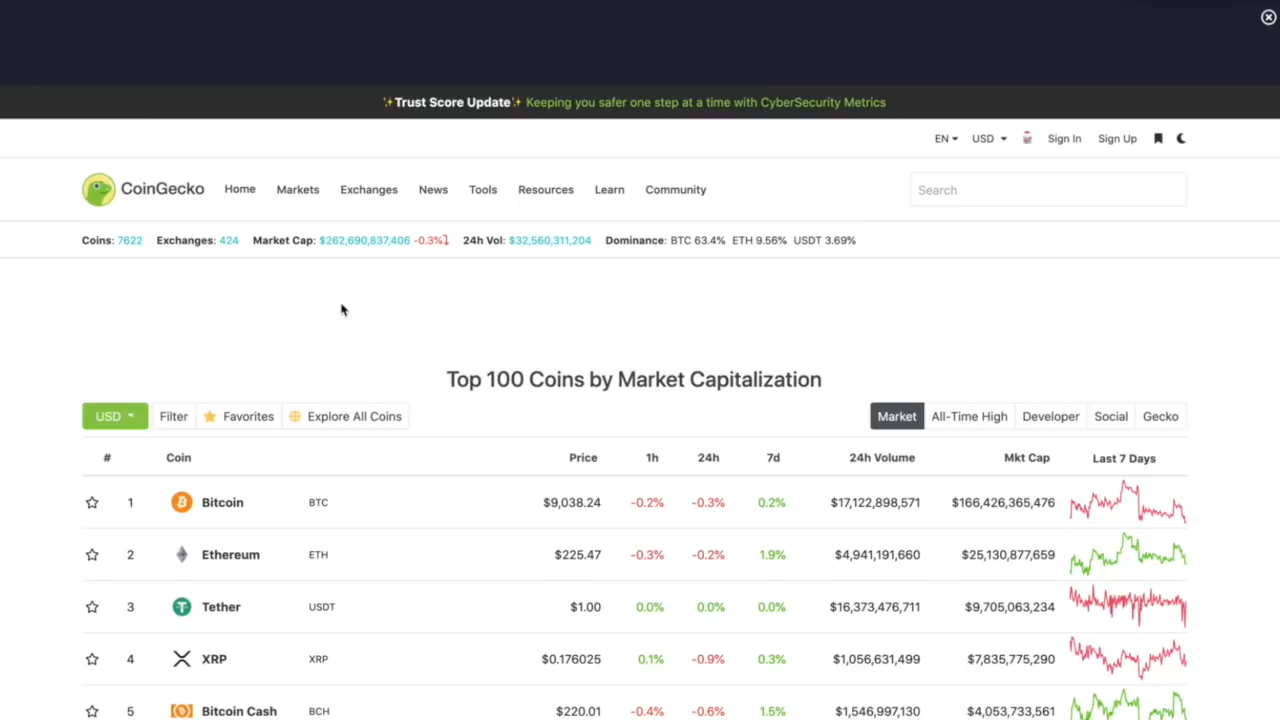 ✨Trust Score Update✨ Keeping you safer one step at a time with CyberSecurity Metrics
EN USD Sign In Sign Up
CoinGecko Home Markets Exchanges News Tools Resources Learn Community Search
Coins: 7622 Exchanges: 424 Market Cap: $262,690,837,406 -0.3% 24h Vol: $32,560,311,204 Dominance: BTC 63.4% ETH 9.56% USDT 3.69%
Top 100 Coins by Market Capitalization
USD Filter Favorites Explore All Coins Market All-Time High Developer Social Gecko
# Coin Price 1h 24h 7d 24h Volume Mkt Cap Last 7 Days
1 Bitcoin BTC $9,038.24 -0.2% -0.3% 0.2% $17,122,898,571 $166,426,365,476
2 Ethereum ETH $225.47 -0.3% -0.2% 1.9% $4,941,191,660 $25,130,877,659
3 Tether USDT $1.00 0.0% 0.0% 0.0% $16,373,476,711 $9,705,063,234
4 XRP XRP $0.176025 0.1% -0.9% 0.3% $1,056,631,499 $7,835,775,290
5 Bitcoin Cash BCH $220.01 -0.4% -0.6% 1.5% $1,546,997,130 $4,053,733,561